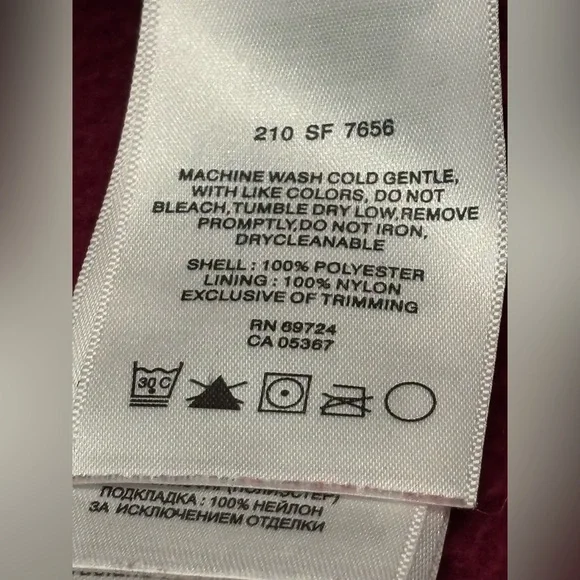 210 SF 7656
MACHINE WASH COLD GENTLE,
WITH LIKE COLORS, DO NOT
BLEACH,TUMBLE DRY LOW,REMOVE
PROMPTLY,DO NOT IRON,
DRYCLEANABLE
SHELL : 100% POLYESTER
LINING : 100% NYLON
EXCLUSIVE OF TRIMMING
RN 69724
CA 05367
30 C
(ПОЛИЭСТЕР)
ПОДКЛАДКА : 100% НЕЙЛОН
ЗА ИСКЛЮЧЕНИЕМ ОТДЕЛКИ